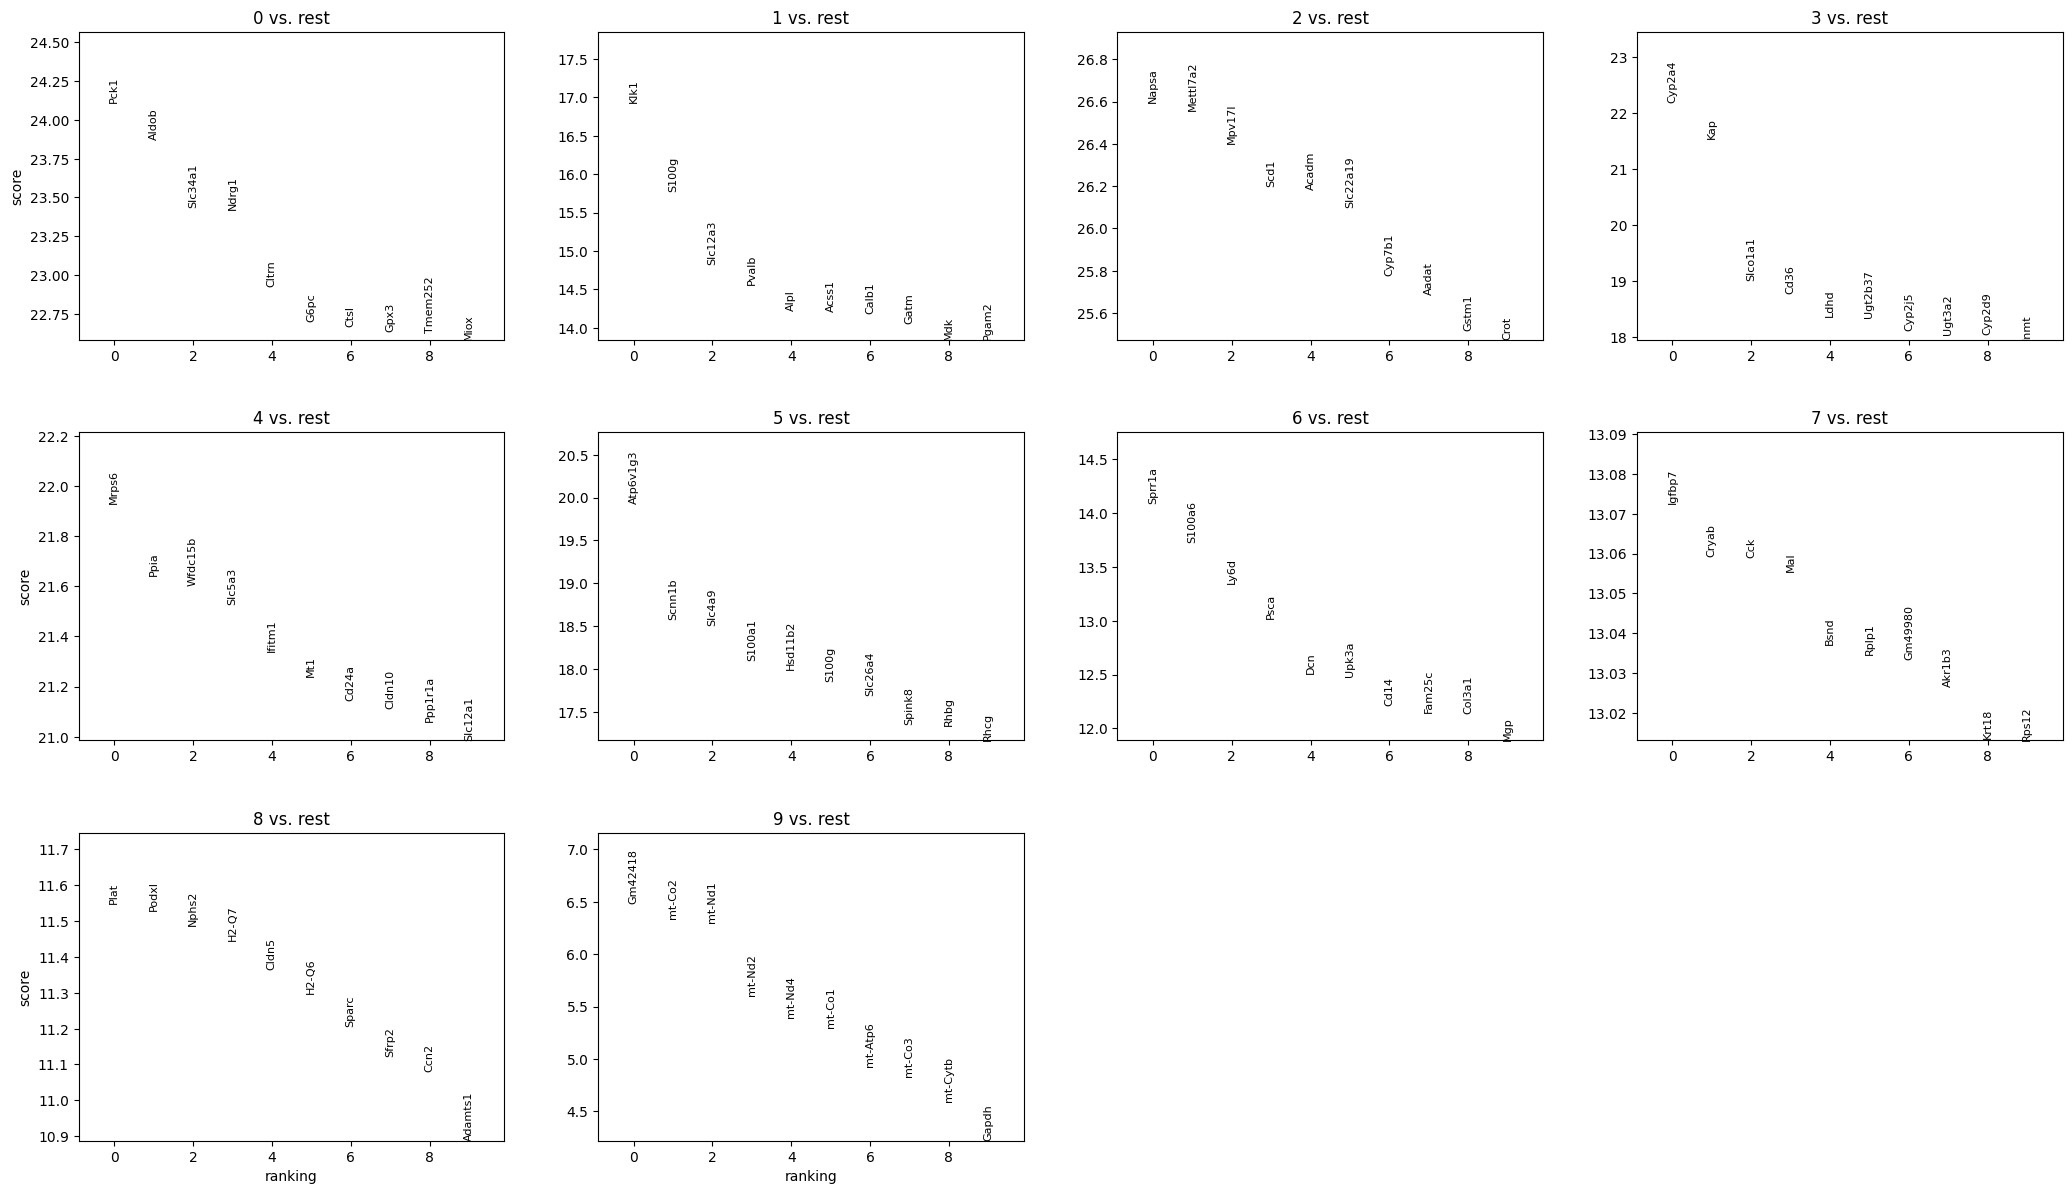 0 vs. rest
score
24.50
24.25
24.00
23.75
23.50
23.25
23.00
22.75
Pck1
Aldob
Slc34a1
Ndrg1
Cltrn
G6pc
Ctsl
Gpx3
Tmem252
Miox
0 2 4 6 8
1 vs. rest
17.5
17.0
16.5
16.0
15.5
15.0
14.5
14.0
Klk1
S100g
Slc12a3
Pvalb
Alpl
Acss1
Calb1
Gatm
Mdk
Pgam2
0 2 4 6 8
2 vs. rest
26.8
26.6
26.4
26.2
26.0
25.8
25.6
Napsa
Mettl7a2
Mpv17l
Scd1
Acadm
Slc22a19
Cyp7b1
Aadat
Gstm1
Crot
0 2 4 6 8
3 vs. rest
23
22
21
20
19
18
Cyp2a4
Kap
Slco1a1
Cd36
Ldhd
Ugt2b37
Cyp2j5
Ugt3a2
Cyp2d9
0 2 4 6 8
4 vs. rest
score
22.2
22.0
21.8
21.6
21.4
21.2
21.0
Mrps6
Ppia
Wfdc15b
Slc5a3
Ifitm1
Mt1
Cd24a
Cldn10
Ppp1r1a
Slc12a1
0 2 4 6 8
5 vs. rest
20.5
20.0
19.5
19.0
18.5
18.0
17.5
Atp6v1g3
Scnn1b
Slc4a9
S100a1
Hsd11b2
S100g
Slc26a4
Spink8
Rhbg
Rhcg
0 2 4 6 8
6 vs. rest
14.5
14.0
13.5
13.0
12.5
12.0
Sprr1a
S100a6
Ly6d
Psca
Dcn
Upk3a
Cd14
Fam25c
Col3a1
Mgp
0 2 4 6 8
7 vs. rest
13.09
13.08
13.07
13.06
13.05
13.04
13.03
13.02
Igfbp7
Cryab
Cck
Mal
Bsnd
Rplp1
Gm49980
Akr1b3
Krt18
Rps12
0 2 4 6 8
8 vs. rest
score
11.7
11.6
11.5
11.4
11.3
11.2
11.1
11.0
10.9
Plat
Podxl
Nphs2
H2-Q7
Cldn5
H2-Q6
Sparc
Sfrp2
Ccn2
Adamts1
0 2 4 6 8
ranking
9 vs. rest
7.0
6.5
6.0
5.5
5.0
4.5
Gm42418
mt-Co2
mt-Nd1
mt-Nd2
mt-Nd4
mt-Co1
mt-Atp6
mt-Co3
mt-Cytb
Gapdh
0 2 4 6 8
ranking